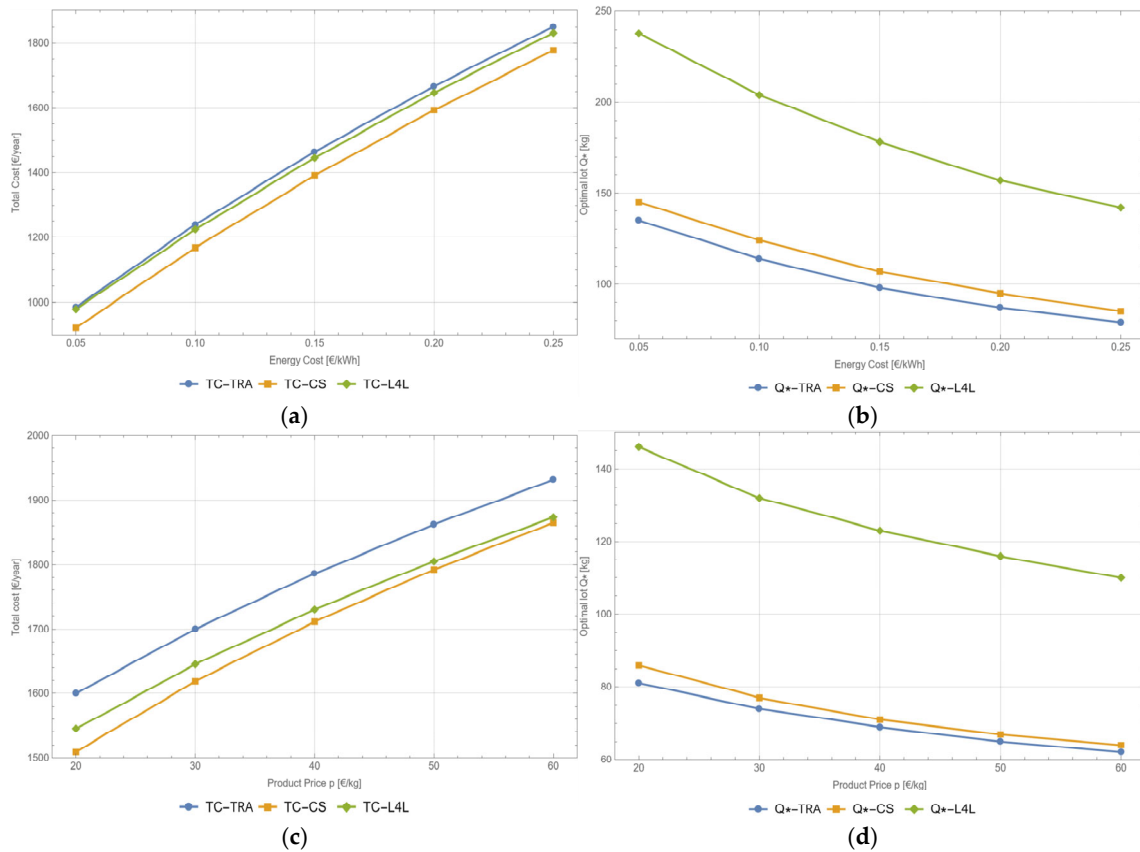 1800
1600
1400
1200
1000
Total Cost [€/year]
0.05 0.10 0.15 0.20 0.25
Energy Cost [€/kWh]
TC−TRA TC−CS TC−L4L
(a)
250
200
150
100
Optimal lot Q★ [kg]
0.05 0.10 0.15 0.20 0.25
Energy Cost [€/kWh]
Q★−TRA Q★−CS Q★−L4L
(b)
2000
1900
1800
1700
1600
1500
Total cost [€/year]
20 30 40 50 60
Product Price p [€/kg]
TC−TRA TC−CS TC−L4L
(c)
140
120
100
80
60
Optimal lot Q★ [kg]
20 30 40 50 60
Product Price p [€/kg]
Q★−TRA Q★−CS Q★−L4L
(d)